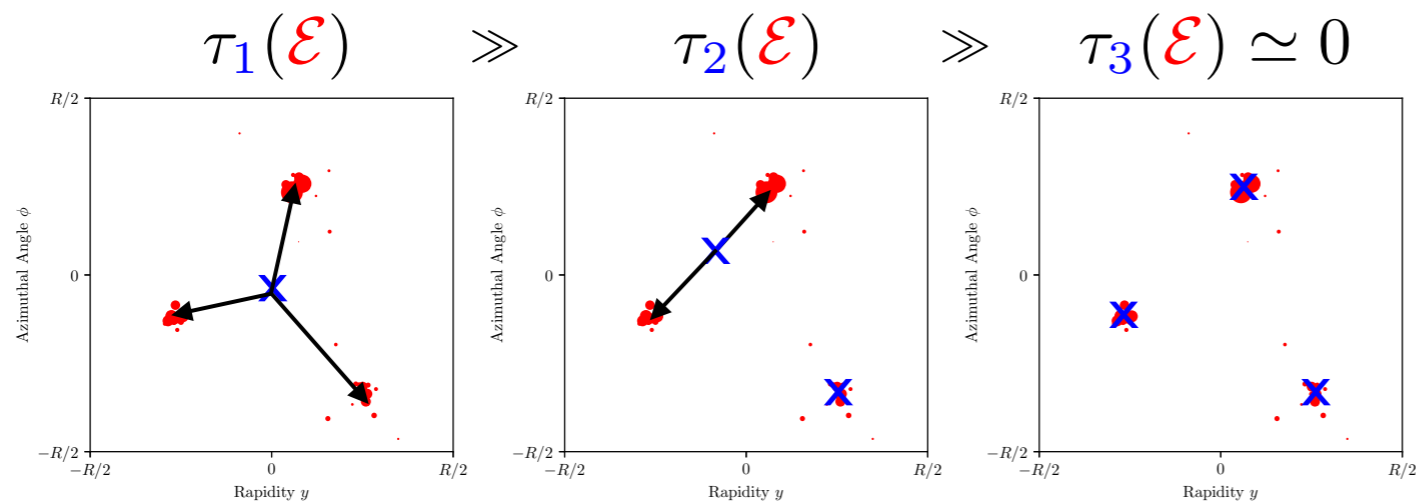 τ₁(ℰ) ≫ τ₂(ℰ) ≫ τ₃(ℰ) ≃ 0
R/2 R/2 R/2
Azimuthal Angle ϕ Azimuthal Angle ϕ Azimuthal Angle ϕ
0 0 0
−R/2 −R/2 −R/2
−R/2 0 R/2 −R/2 0 R/2 −R/2 0 R/2
Rapidity y Rapidity y Rapidity y